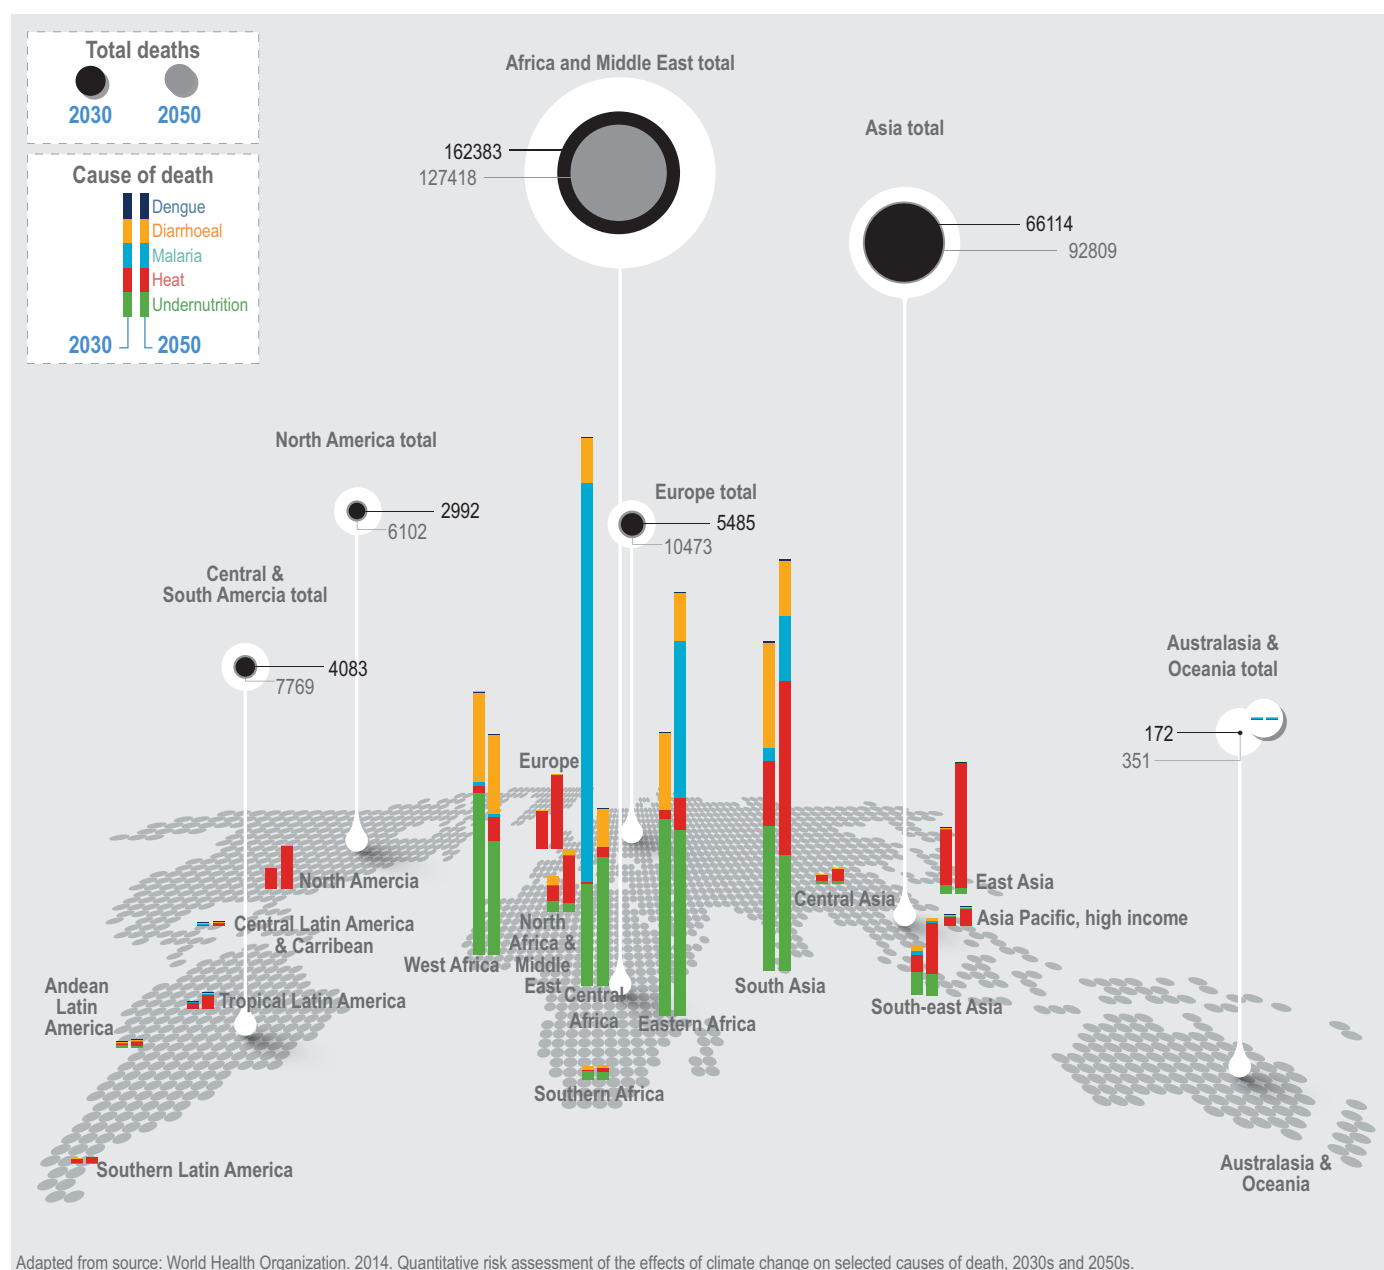 Total deaths
2030 2050
Cause of death
Dengue
Diarrhoeal
Malaria
Heat
Undernutrition
2030 2050
Africa and Middle East total
162383
127418
Asia total
66114
92809
North America total
2992
6102
Europe total
5485
10473
Central &
South Amercia total
4083
7769
Australasia &
Oceania total
172
351
Europe
North Amercia
Central Latin America
& Carribean
Andean
Latin
America
Tropical Latin America
Southern Latin America
West Africa
North
Africa &
Middle
East
Central
Africa
Eastern Africa
Southern Africa
South Asia
Central Asia
East Asia
Asia Pacific, high income
South-east Asia
Australasia &
Oceania
Adapted from source: World Health Organization. 2014. Quantitative risk assessment of the effects of climate change on selected causes of death, 2030s and 2050s.